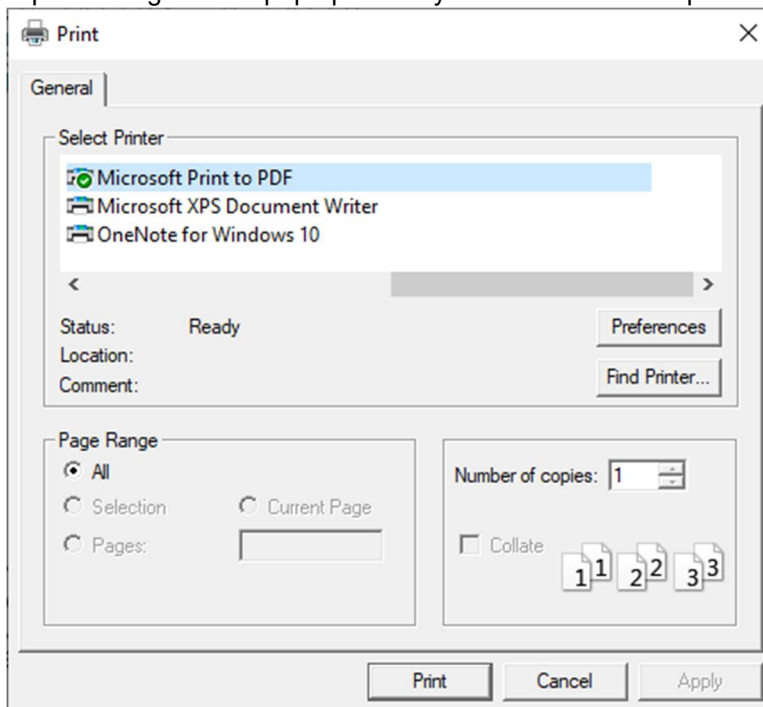 Print
General
Select Printer
Microsoft Print to PDF
Microsoft XPS Document Writer
OneNote for Windows 10
Status: Ready
Preferences
Location:
Comment:
Find Printer...
Page Range
All
Selection
Current Page
Pages:
Number of copies: 1
Collate
1 1 2 2 3 3
Print
Cancel
Apply